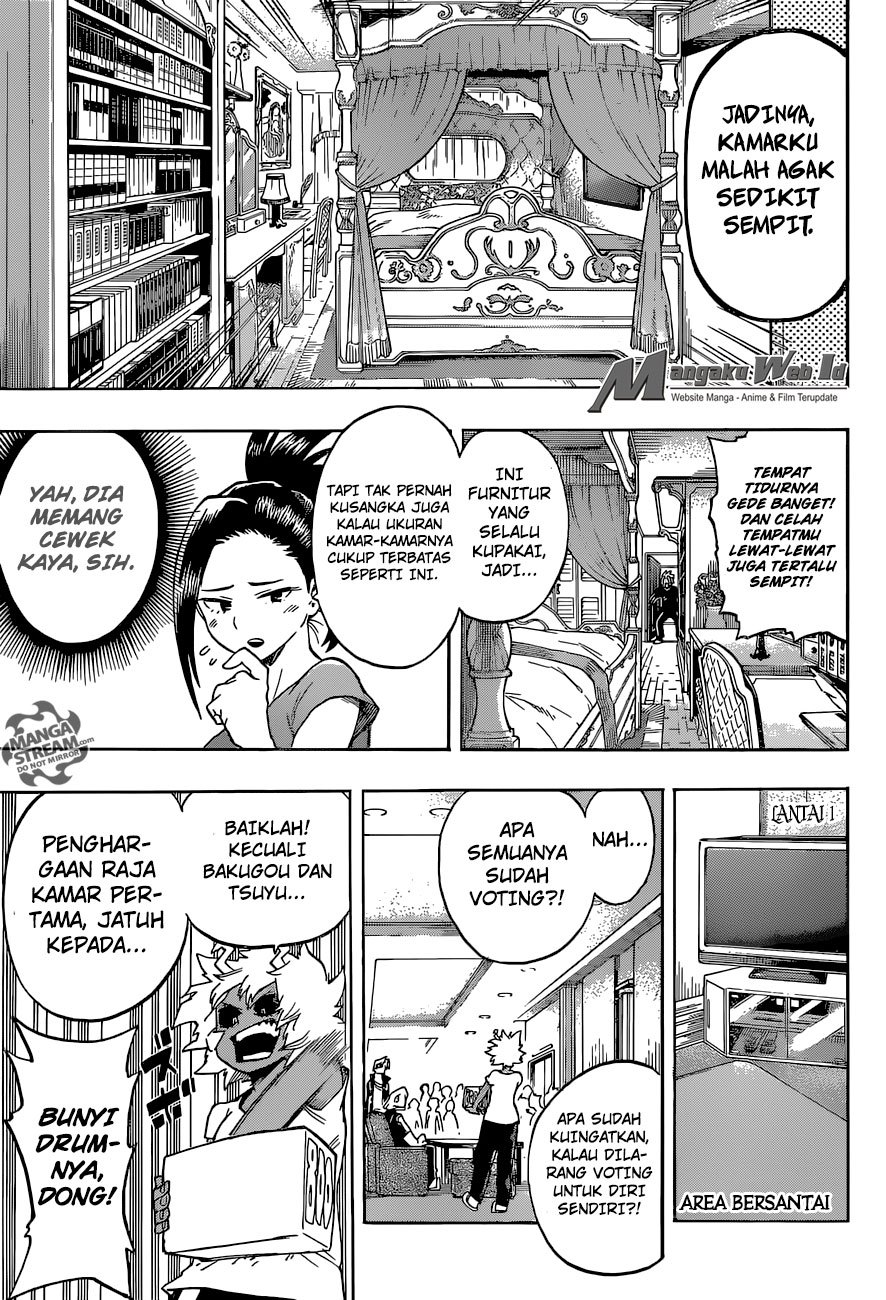 JADINYA,
KAMARKU
MALAH AGAK
SEDIKIT
SEMPIT.
Mangaku Web.Id
Website Manga - Anime & Film Terupdate
TEMPAT
TIDURNYA
GEDE BANGET!
DAN CELAH
TEMPATMU
LEWAT-LEWAT
JUGA TERTALU
SEMPIT!
INI
FURNITUR
YANG
SELALU
KUPAKAI,
JADI...
TAPI TAK PERNAH
KUSANGKA JUGA
KALAU UKURAN
KAMAR-KAMARNYA
CUKUP TERBATAS
SEPERTI INI.
YAH, DIA
MEMANG
CEWEK
KAYA, SIH.
MANGA
STREAM.com
DO NOT MIRROR
LANTAI 1
AREA BERSANTAI
NAH...
APA
SEMUANYA
SUDAH
VOTING?!
APA SUDAH
KUINGATKAN,
KALAU DILA-
RANG VOTING
UNTUK DIRI
SENDIRI?!
BAIKLAH!
KECUALI
BAKUGOU DAN
TSUYU...
PENGHAR-
GAAN RAJA
KAMAR PER-
TAMA, JATUH
KEPADA...
BUNYI
DRUM-
NYA,
DONG!